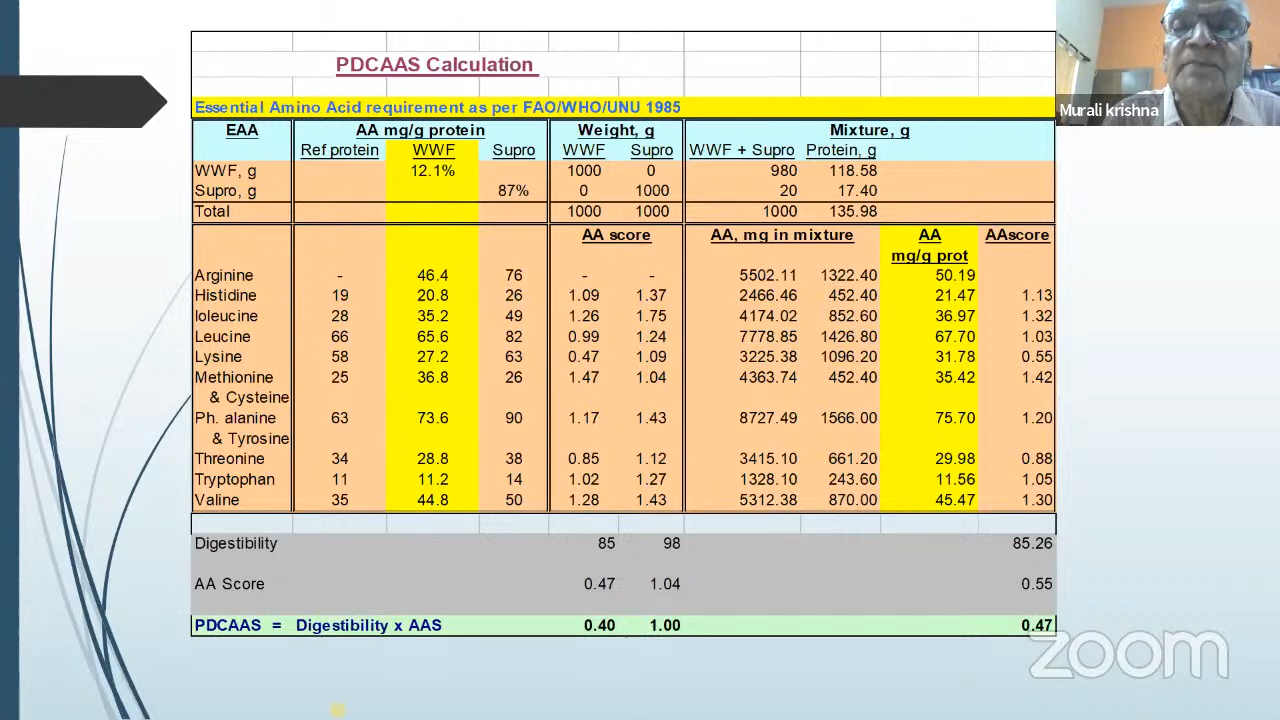 PDCAAS Calculation
Essential Amino Acid requirement as per FAO/WHO/UNU 1985
Murali krishna
EAA AA mg/g protein Weight, g Mixture, g
Ref protein WWF Supro WWF Supro WWF + Supro Protein, g
WWF, g 12.1% 1000 0 980 118.58
Supro, g 87% 0 1000 20 17.40
Total 1000 1000 1000 135.98
AA score AA, mg in mixture AA AAscore
mg/g prot
Arginine - 46.4 76 - - 5502.11 1322.40 50.19
Histidine 19 20.8 26 1.09 1.37 2466.46 452.40 21.47 1.13
Ioleucine 28 35.2 49 1.26 1.75 4174.02 852.60 36.97 1.32
Leucine 66 65.6 82 0.99 1.24 7778.85 1426.80 67.70 1.03
Lysine 58 27.2 63 0.47 1.09 3225.38 1096.20 31.78 0.55
Methionine 25 36.8 26 1.47 1.04 4363.74 452.40 35.42 1.42
& Cysteine
Ph. alanine 63 73.6 90 1.17 1.43 8727.49 1566.00 75.70 1.20
& Tyrosine
Threonine 34 28.8 38 0.85 1.12 3415.10 661.20 29.98 0.88
Tryptophan 11 11.2 14 1.02 1.27 1328.10 243.60 11.56 1.05
Valine 35 44.8 50 1.28 1.43 5312.38 870.00 45.47 1.30
Digestibility 85 98 85.26
AA Score 0.47 1.04 0.55
PDCAAS = Digestibility x AAS 0.40 1.00 0.47
zoom